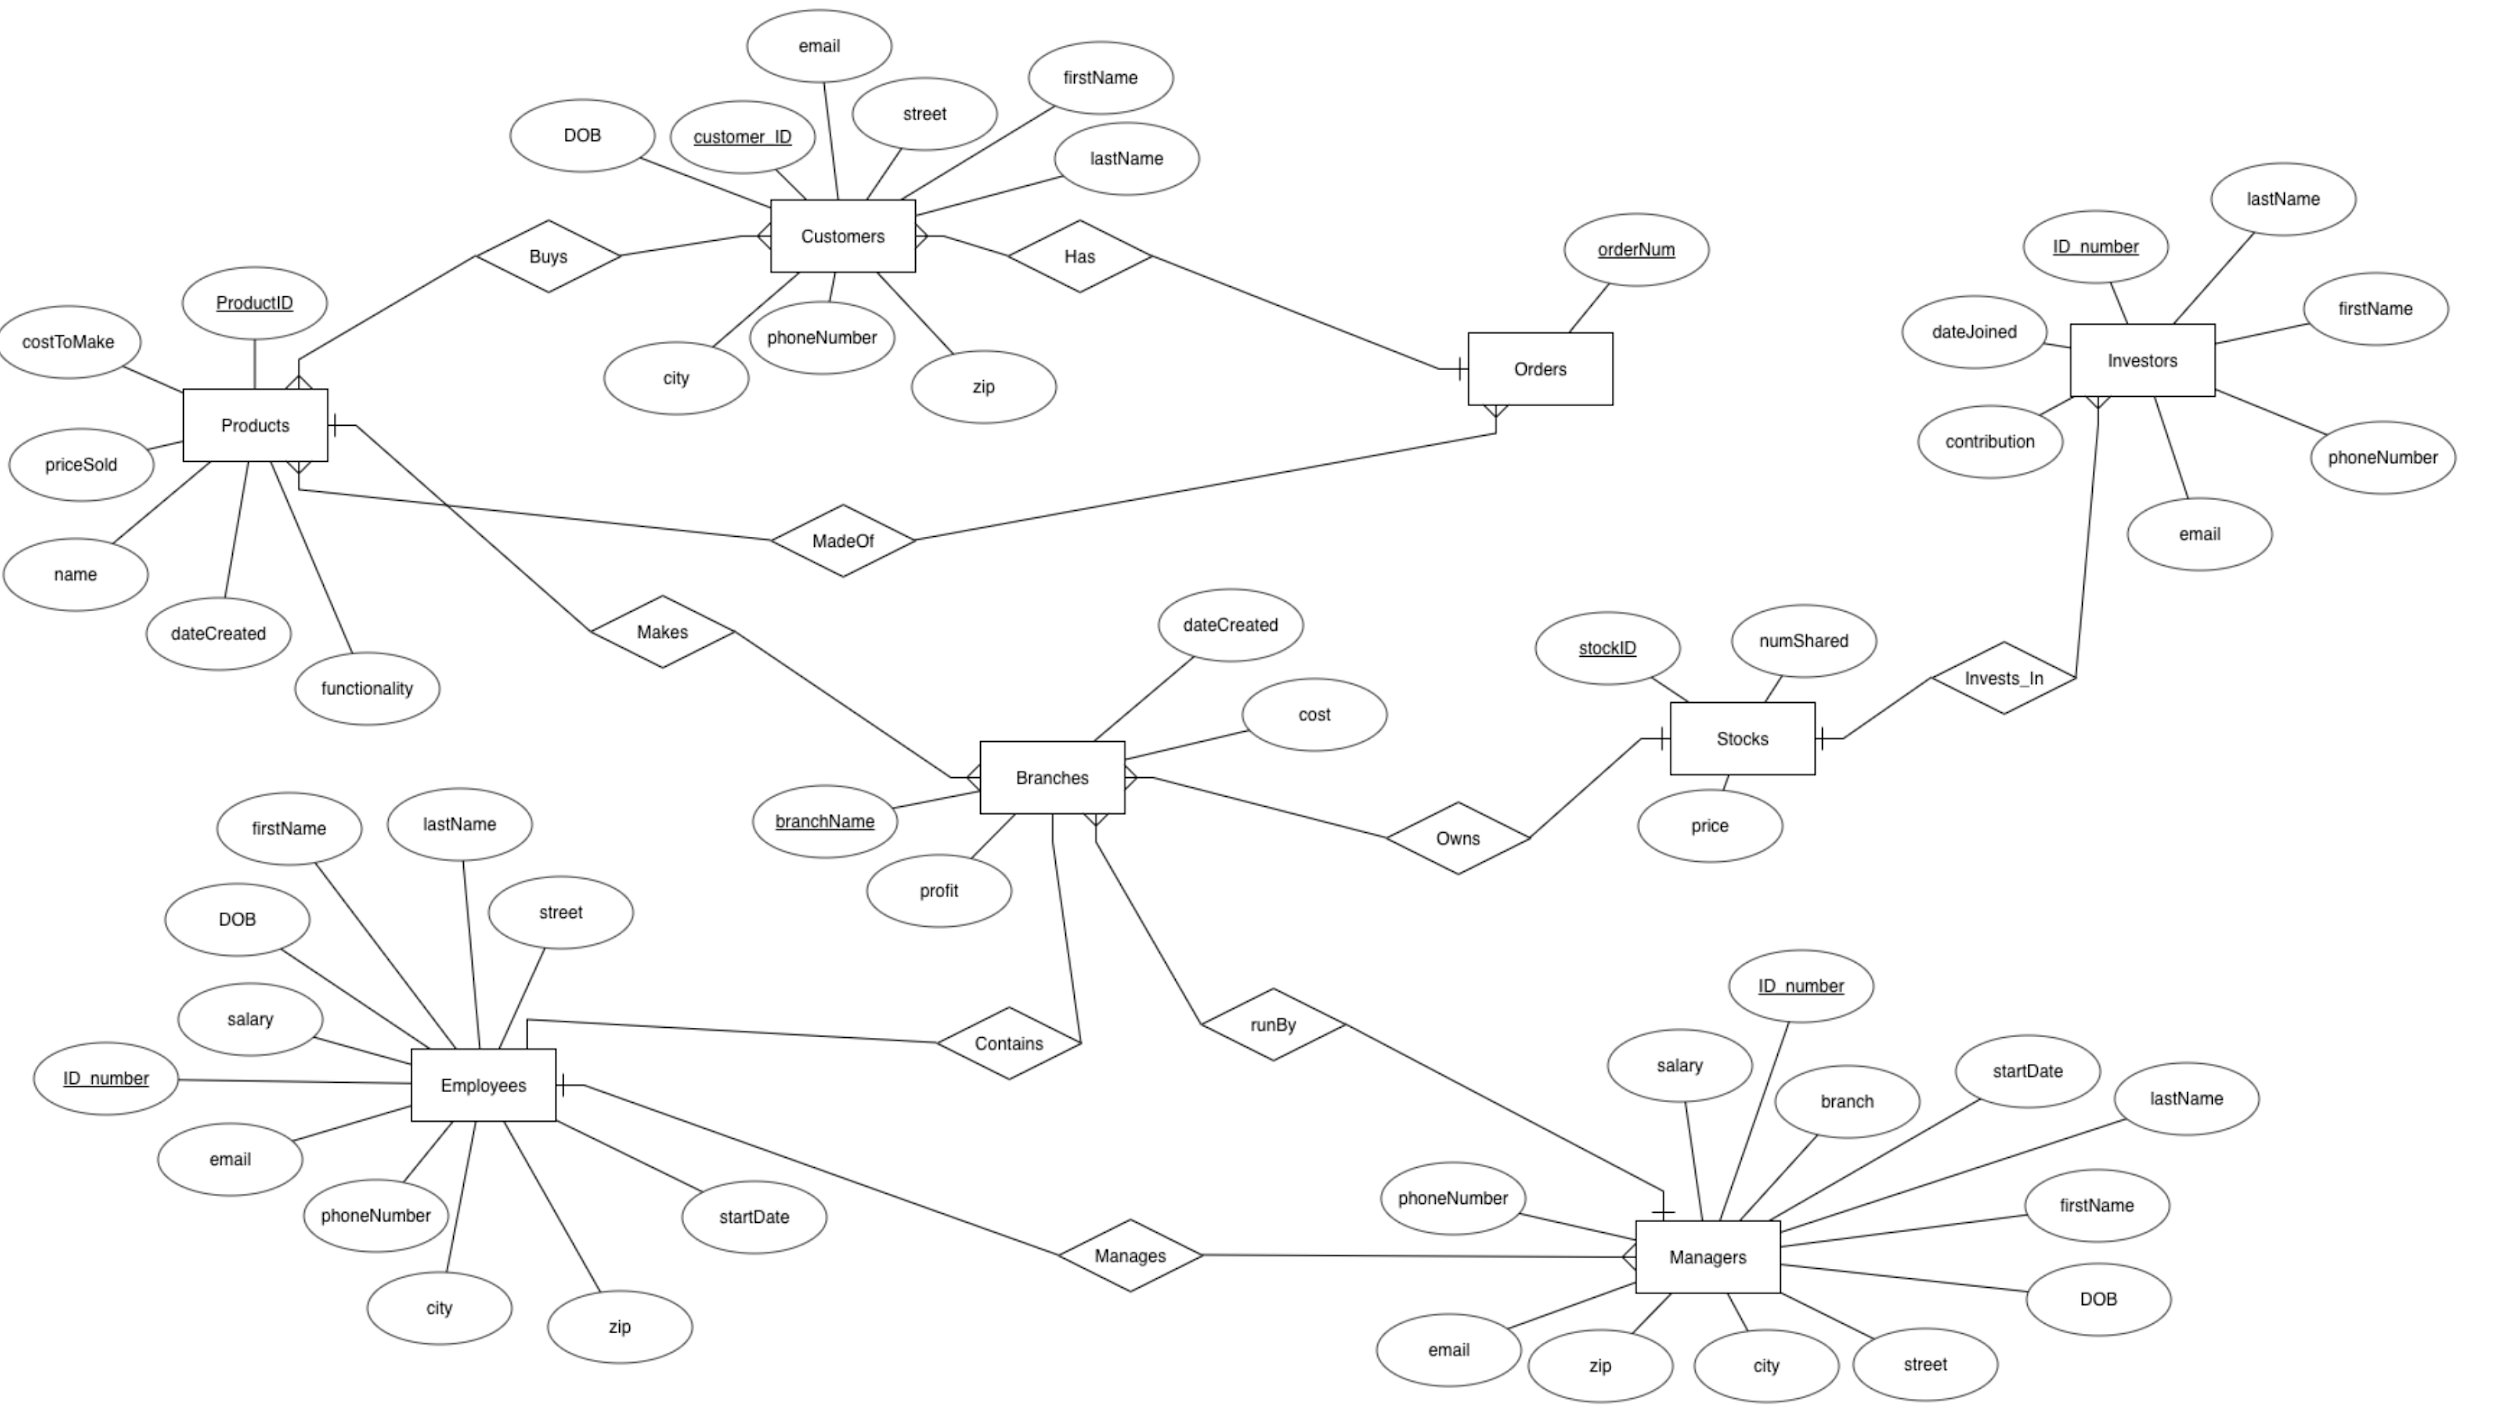 email
firstName
street
DOB
customer_ID
lastName
Customers
Buys
Has
orderNum
lastName
ID_number
ProductID
costToMake
phoneNumber
city
zip
Orders
firstName
dateJoined
Investors
Products
contribution
phoneNumber
priceSold
MadeOf
email
name
dateCreated
functionality
Makes
dateCreated
stockID
numShared
Invests_In
cost
Stocks
Branches
branchName
Owns
price
profit
firstName
lastName
street
DOB
salary
ID_number
Employees
Contains
runBy
ID_number
salary
branch
startDate
lastName
email
phoneNumber
startDate
phoneNumber
firstName
Manages
Managers
city
zip
DOB
email
zip
city
street